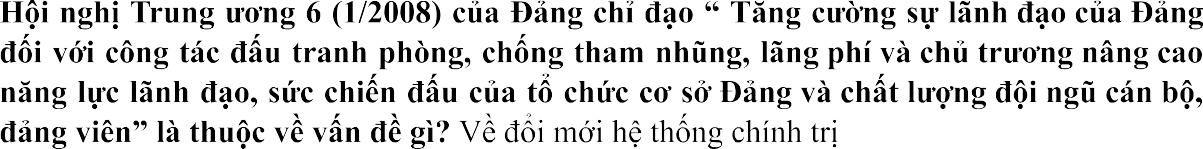 Hội nghị Trung ương 6 (1/2008) của Đảng chỉ đạo “ Tăng cường sự lãnh đạo của Đảng
đối với công tác đấu tranh phòng, chống tham nhũng, lãng phí và chủ trương nâng cao
năng lực lãnh đạo, sức chiến đấu của tổ chức cơ sở Đảng và chất lượng đội ngũ cán bộ,
đảng viên” là thuộc về vấn đề gì? Về đổi mới hệ thống chính trị